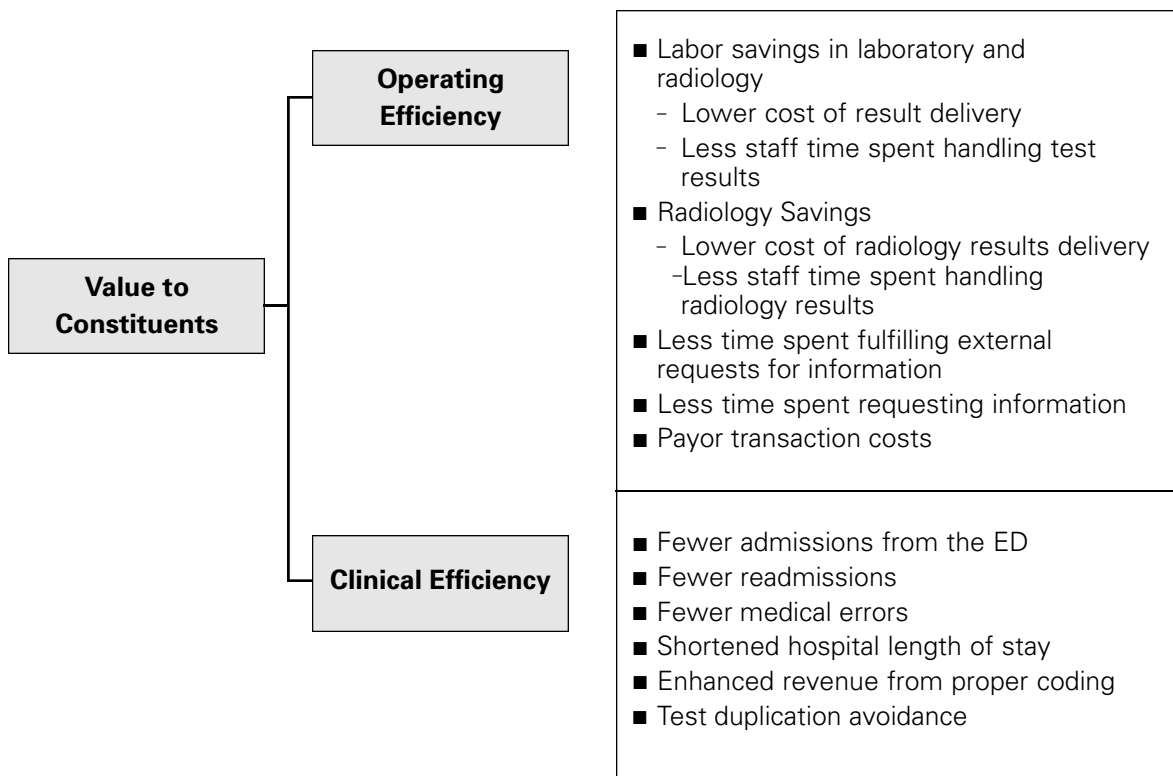 Value to
Constituents
Operating
Efficiency
■ Labor savings in laboratory and
radiology
- Lower cost of result delivery
- Less staff time spent handling test
results
■ Radiology Savings
- Lower cost of radiology results delivery
-Less staff time spent handling
radiology results
■ Less time spent fulfilling external
requests for information
■ Less time spent requesting information
■ Payor transaction costs
Clinical Efficiency
■ Fewer admissions from the ED
■ Fewer readmissions
■ Fewer medical errors
■ Shortened hospital length of stay
■ Enhanced revenue from proper coding
■ Test duplication avoidance